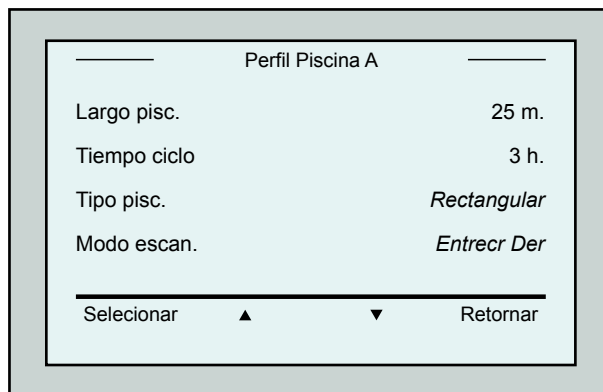 Perfil Piscina A
Largo pisc. 25 m.
Tiempo ciclo 3 h.
Tipo pisc. Rectangular
Modo escan. Entrecr Der
Selecionar ▲ ▼ Retornar